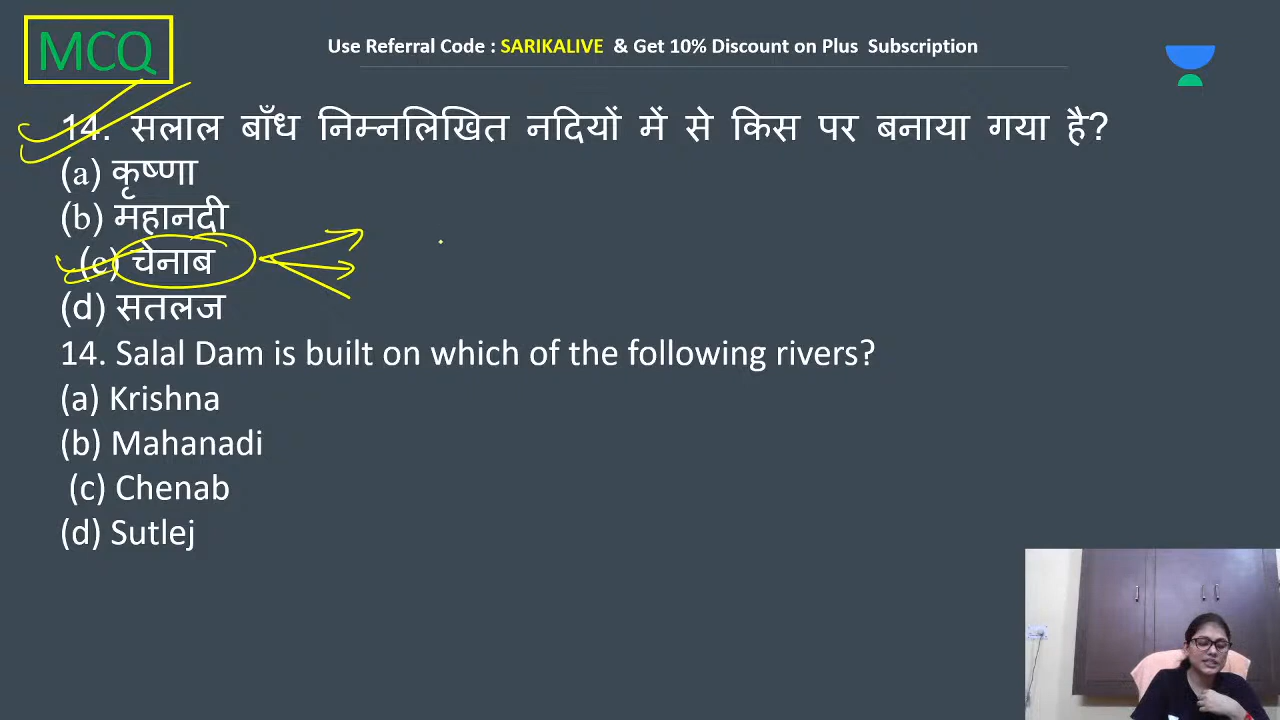 MCQ
Use Referral Code : SARIKALIVE & Get 10% Discount on Plus Subscription
14. सलाल बाँध निम्नलिखित नदियों में से किस पर बनाया गया है?
(a) कृष्णा
(b) महानदी
(c) चेनाब
(d) सतलज
14. Salal Dam is built on which of the following rivers?
(a) Krishna
(b) Mahanadi
(c) Chenab
(d) Sutlej